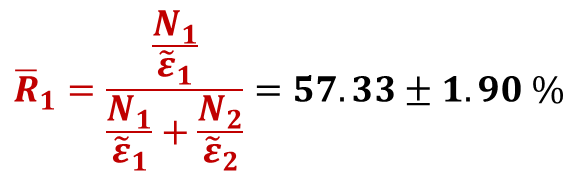 R̅₁ = (N₁/ε̃₁)/(N₁/ε̃₁ + N₂/ε̃₂) = 57.33 ± 1.90 %